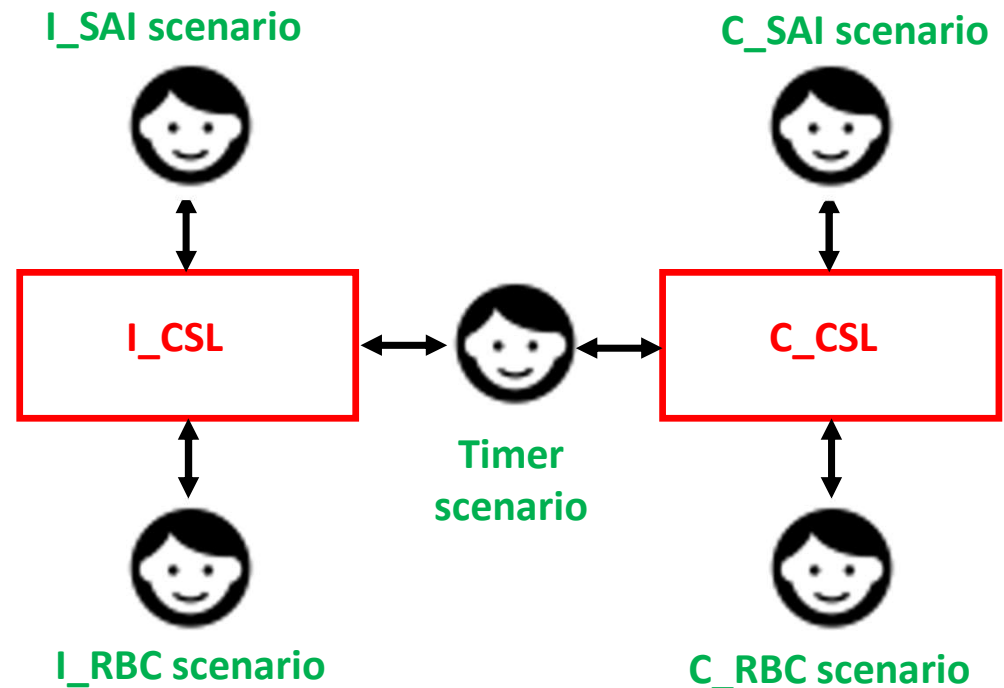 I_SAI scenario
C_SAI scenario
I_CSL
C_CSL
Timer
scenario
I_RBC scenario
C_RBC scenario